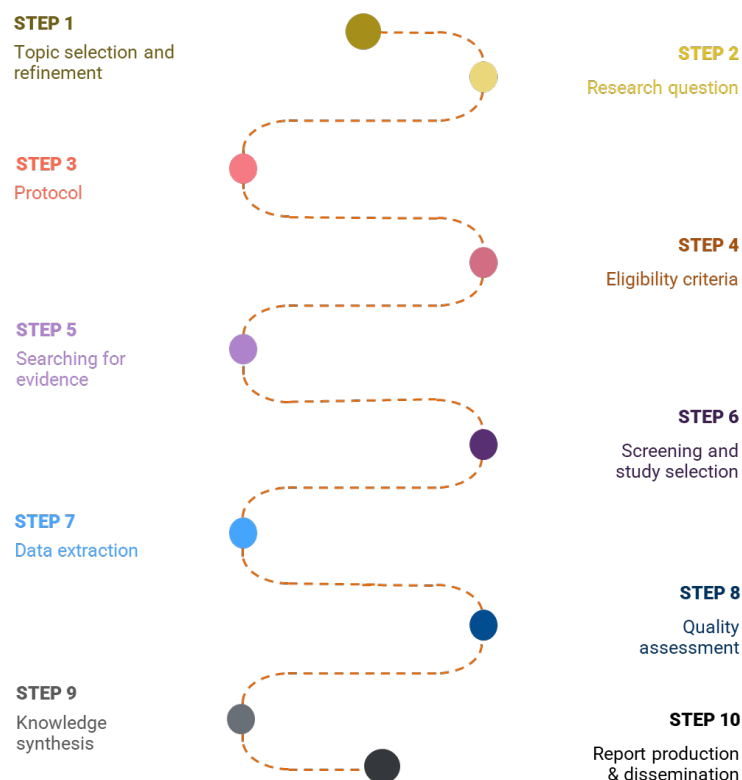 STEP 1
Topic selection and
refinement
STEP 2
Research question
STEP 3
Protocol
STEP 4
Eligibility criteria
STEP 5
Searching for
evidence
STEP 6
Screening and
study selection
STEP 7
Data extraction
STEP 8
Quality
assessment
STEP 9
Knowledge
synthesis
STEP 10
Report production
& dissemination